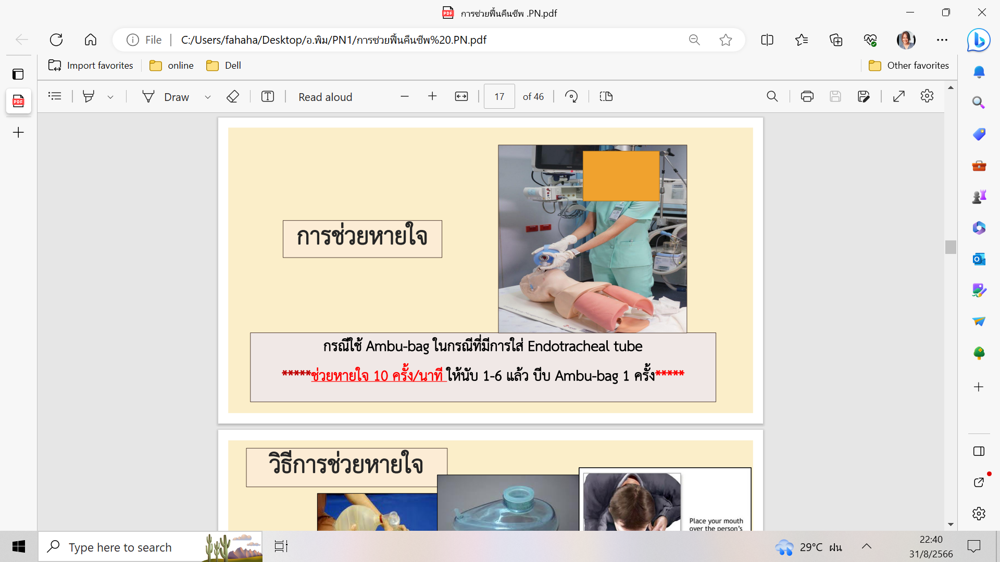 การช่วยฟื้นคืนชีพ .PN.pdf
File
C:/Users/fahaha/Desktop/อ.พิม/PN1/การช่วยฟื้นคืนชีพ%20.PN.pdf
Import favorites
online
Dell
Other favorites
Draw
Read aloud
17
of 46
การช่วยหายใจ
กรณีใช้ Ambu-bag ในกรณีที่มีการใส่ Endotracheal tube
*****ช่วยหายใจ 10 ครั้ง/นาที ให้นับ 1-6 แล้ว บีบ Ambu-bag 1 ครั้ง*****
วิธีการช่วยหายใจ
Place your mouth
over the person's
Type here to search
29°C ฝน
22:40
31/8/2566